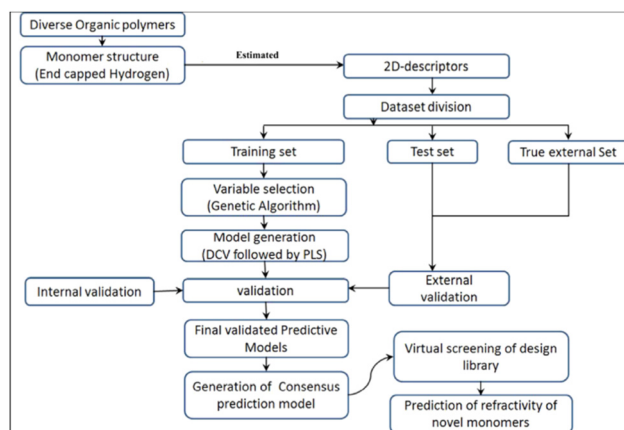 Diverse Organic polymers
Monomer structure
(End capped Hydrogen)
Estimated
2D-descriptors
Dataset division
Training set
Test set
True external Set
Variable selection
(Genetic Algorithm)
Model generation
(DCV followed by PLS)
Internal validation
validation
External
validation
Final validated Predictive
Models
Generation of Consensus
prediction model
Virtual screening of design
library
Prediction of refractivity of
novel monomers